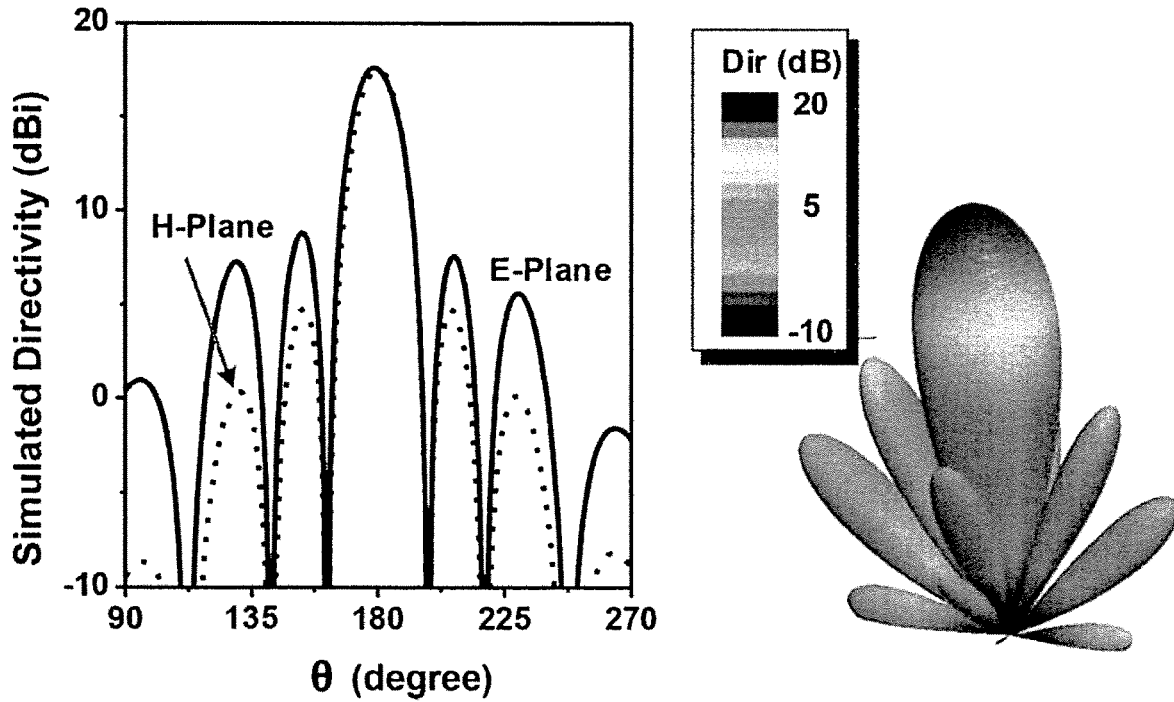 20
10
0
-10
Simulated Directivity (dBi)
H-Plane
E-Plane
90
135
180
225
270
θ (degree)
Dir (dB)
20
5
-10